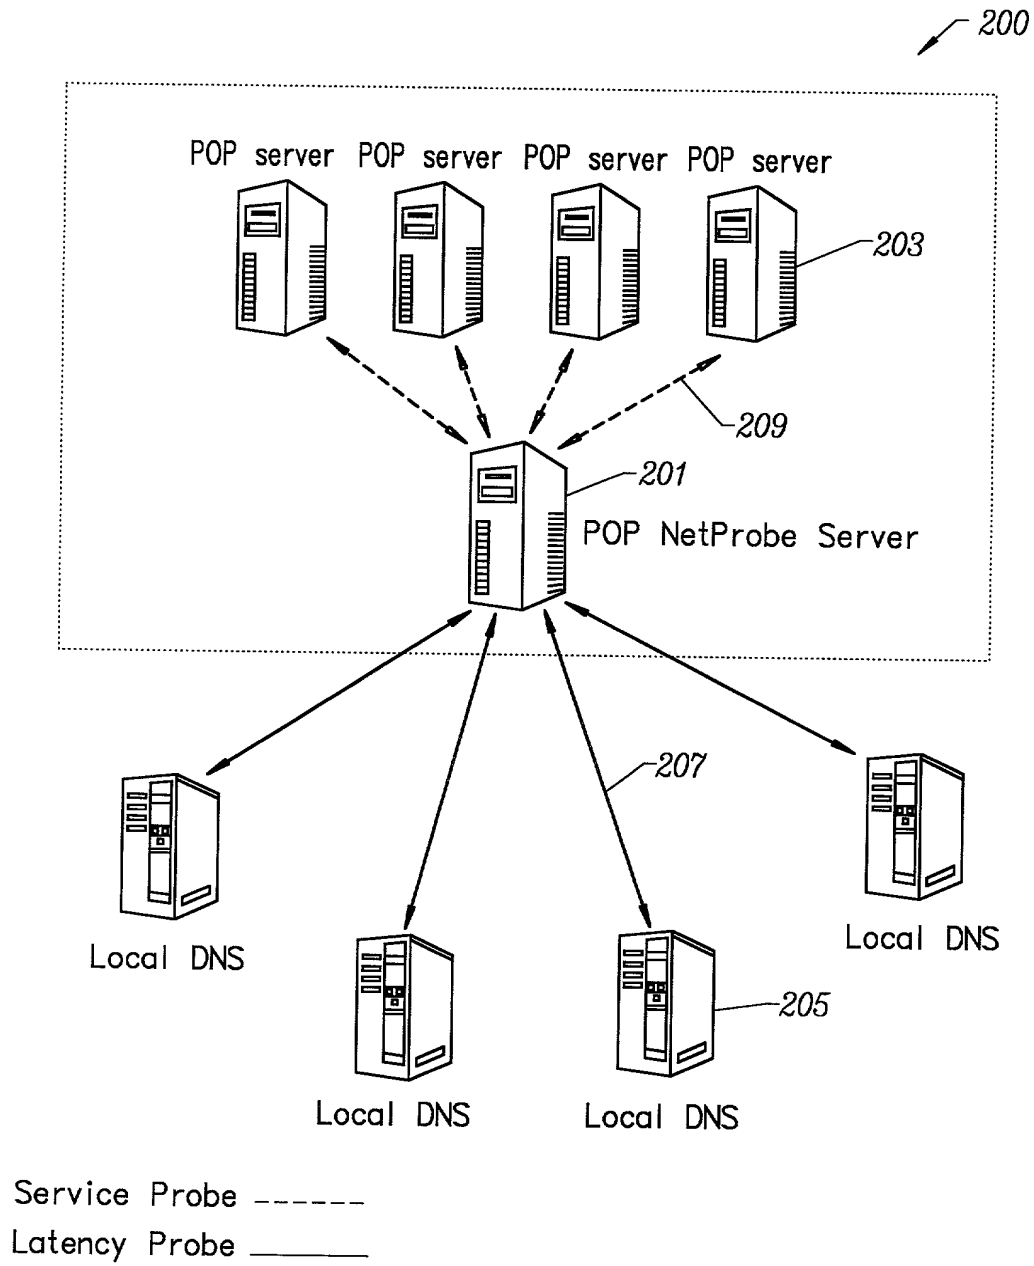 200
POP server POP server POP server POP server
203
209
201
POP NetProbe Server
207
Local DNS
Local DNS
205
Local DNS
Local DNS
Service Probe
Latency Probe